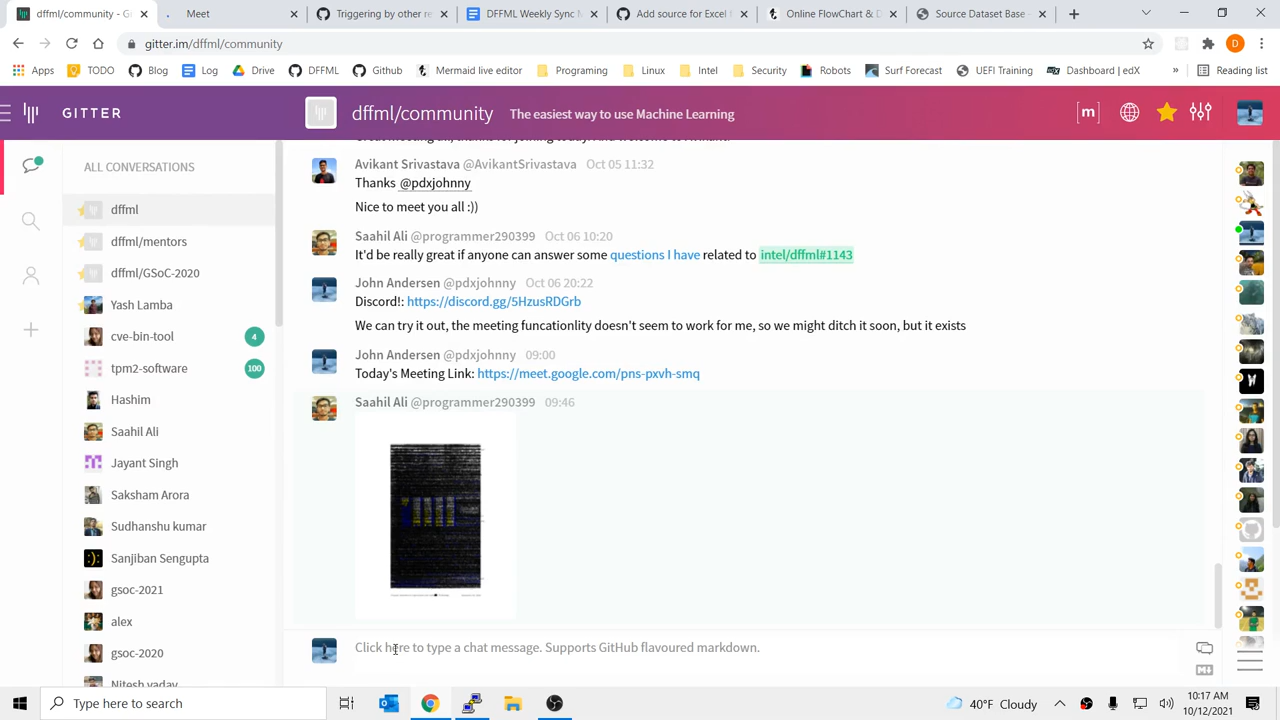 dffml
Triggering other re
DFFML Weekly Sync M
Add source for extract
Online FlowChart & D
Source Dataset Base -
gitter.im/dffml/community
D
Apps
TODO
Blog
Log
Drive
DFFML
Github
Mermaid live editor
Programing
Linux
Intel
Security
Robots
Surf Forecast
UEFI Training
Dashboard | edX
»
GITTER
dffml/community
The easiest way to use Machine Learning
[m]
ALL CONVERSATIONS
dffml
dffml/mentors
dffml/GSoC-2020
Yash Lamba
cve-bin-tool
4
tpm2-software
100
Hashim
Saahil Ali
Jayant Singh
Saksham Arora
Sudhanshu kumar
Sanjiban Sengupta
gsoc-2021
alex
gsoc-2020
Nitesh yadav
Avikant Srivastava @AvikantSrivastava Oct 05 11:32
Thanks @pdxjohnny
Nice to meet you all :))
Saahil Ali @programmer290399 Oct 06 10:20
It'd be really great if anyone can answer some questions I have related to intel/dffml#1143
John Andersen @pdxjohnny Oct 06 20:22
Discord!: https://discord.gg/5HzusRDGrb
We can try it out, the meeting funcationlity doesn't seem to work for me, so we might ditch it soon, but it exists
John Andersen @pdxjohnny 09:00
Today's Meeting Link: https://meet.google.com/pns-pxvh-smq
Saahil Ali @programmer290399 09:46
Click here to type a chat message. Supports GitHub flavoured markdown.
Type here to search
40°F Cloudy
10:17 AM
10/12/2021